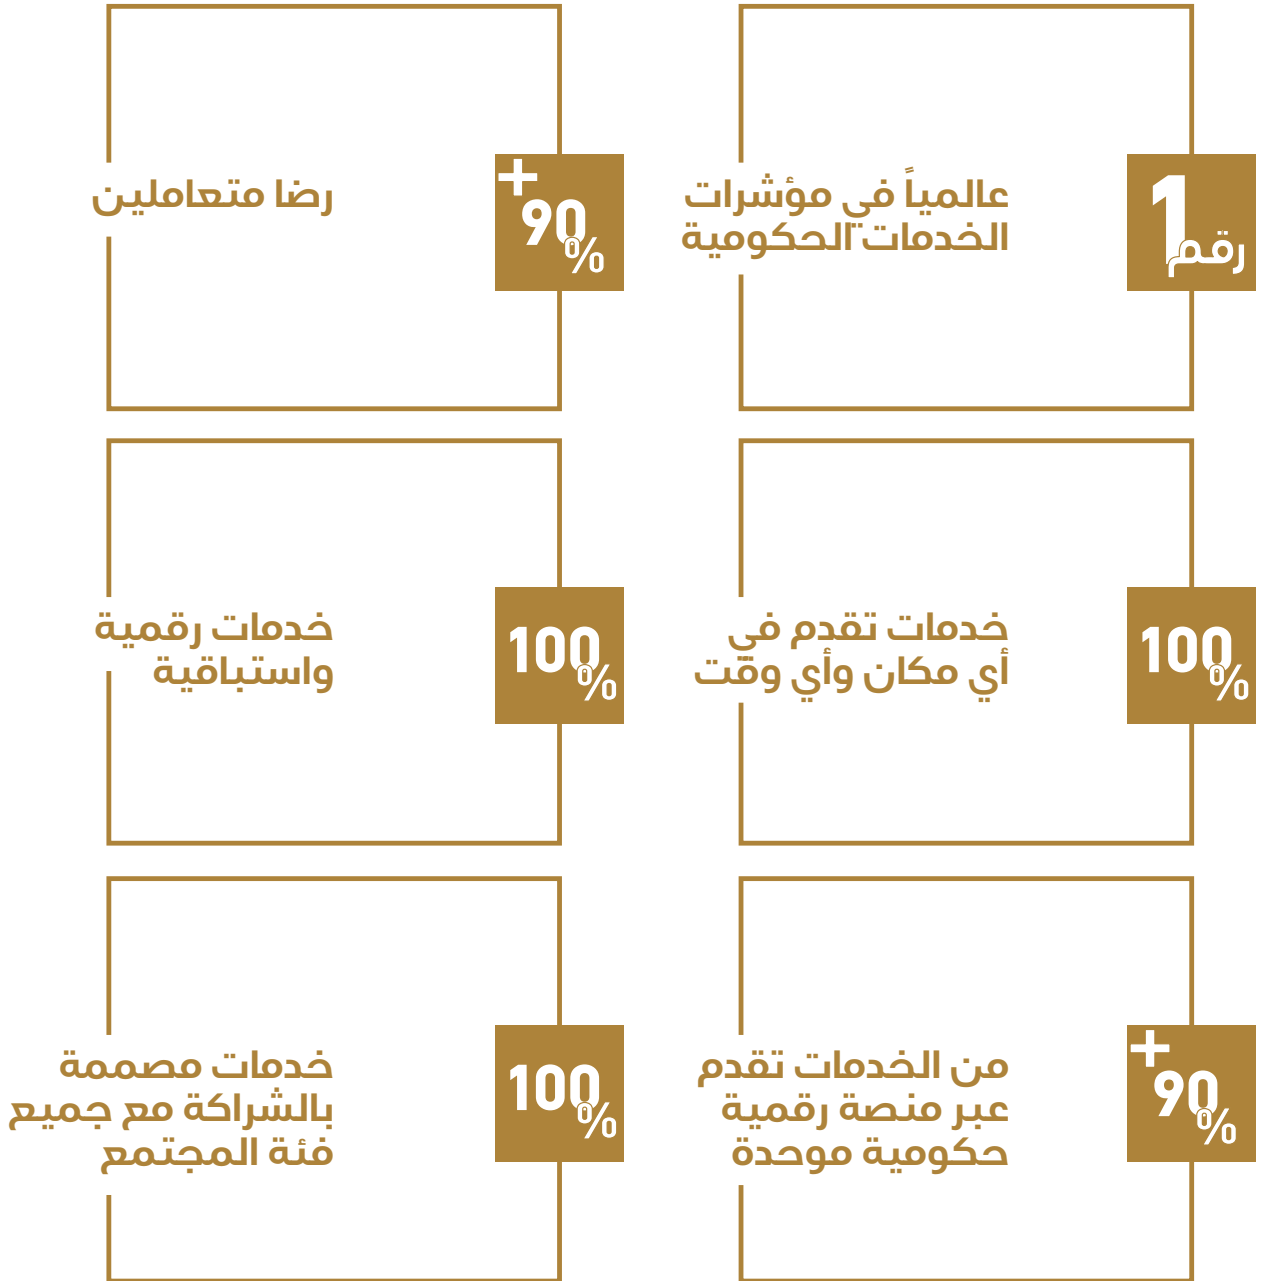 رقم 1
عالمياً في مؤشرات
الخدمات الحكومية
+90%
رضا متعاملين
100%
خدمات تقدم في
أي مكان وأي وقت
100%
خدمات رقمية
واستباقية
+90%
من الخدمات تقدم
عبر منصة رقمية
حكومية موحدة
100%
خدمات مصممة
بالشراكة مع جميع
فئة المجتمع